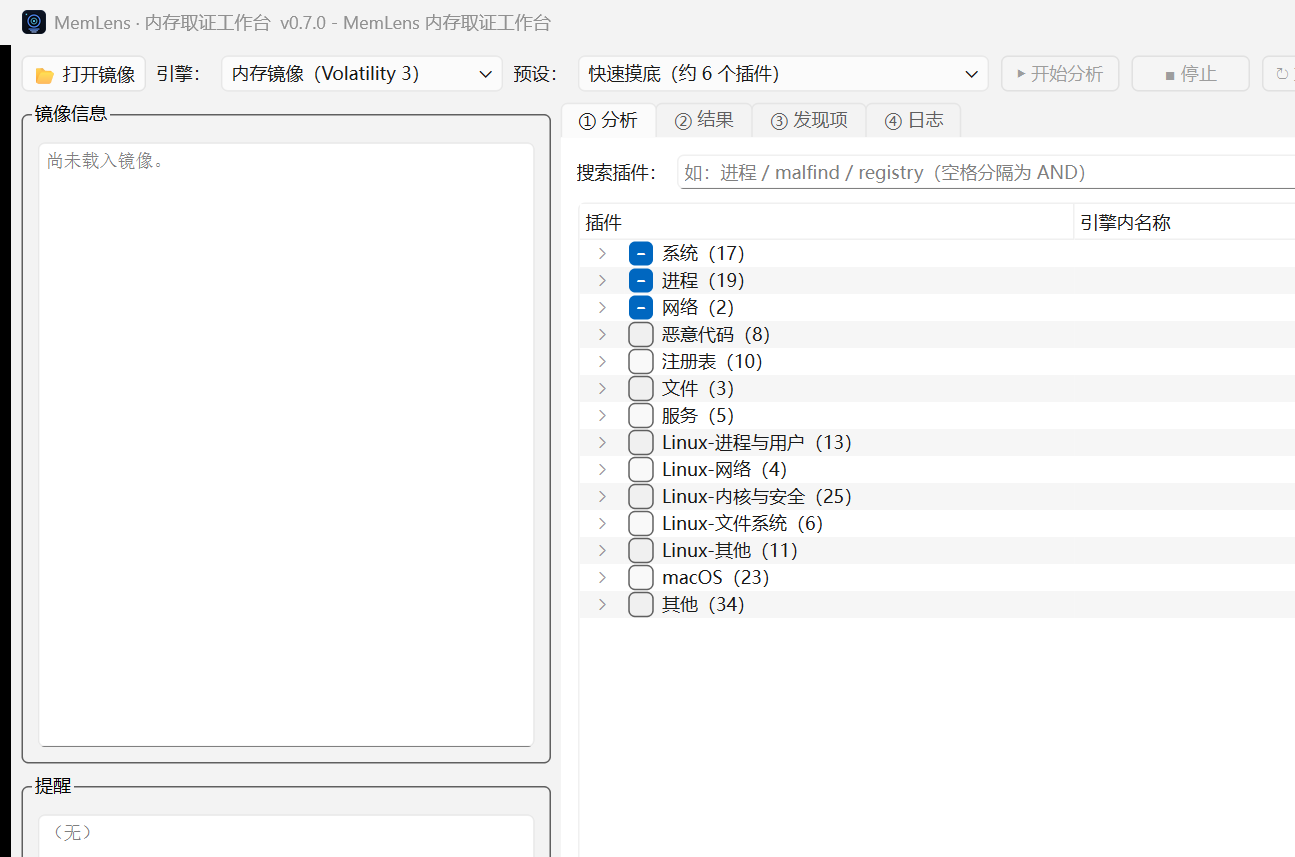 MemLens · 内存取证工作台 v0.7.0 - MemLens 内存取证工作台
打开镜像 引擎： 内存镜像（Volatility 3） 预设： 快速摸底（约 6 个插件） 开始分析 停止
镜像信息
尚未载入镜像。
提醒
（无）
① 分析 ② 结果 ③ 发现项 ④ 日志
搜索插件： 如：进程 / malfind / registry（空格分隔为 AND）
插件 引擎内名称
系统（17）
进程（19）
网络（2）
恶意代码（8）
注册表（10）
文件（3）
服务（5）
Linux-进程与用户（13）
Linux-网络（4）
Linux-内核与安全（25）
Linux-文件系统（6）
Linux-其他（11）
macOS（23）
其他（34）